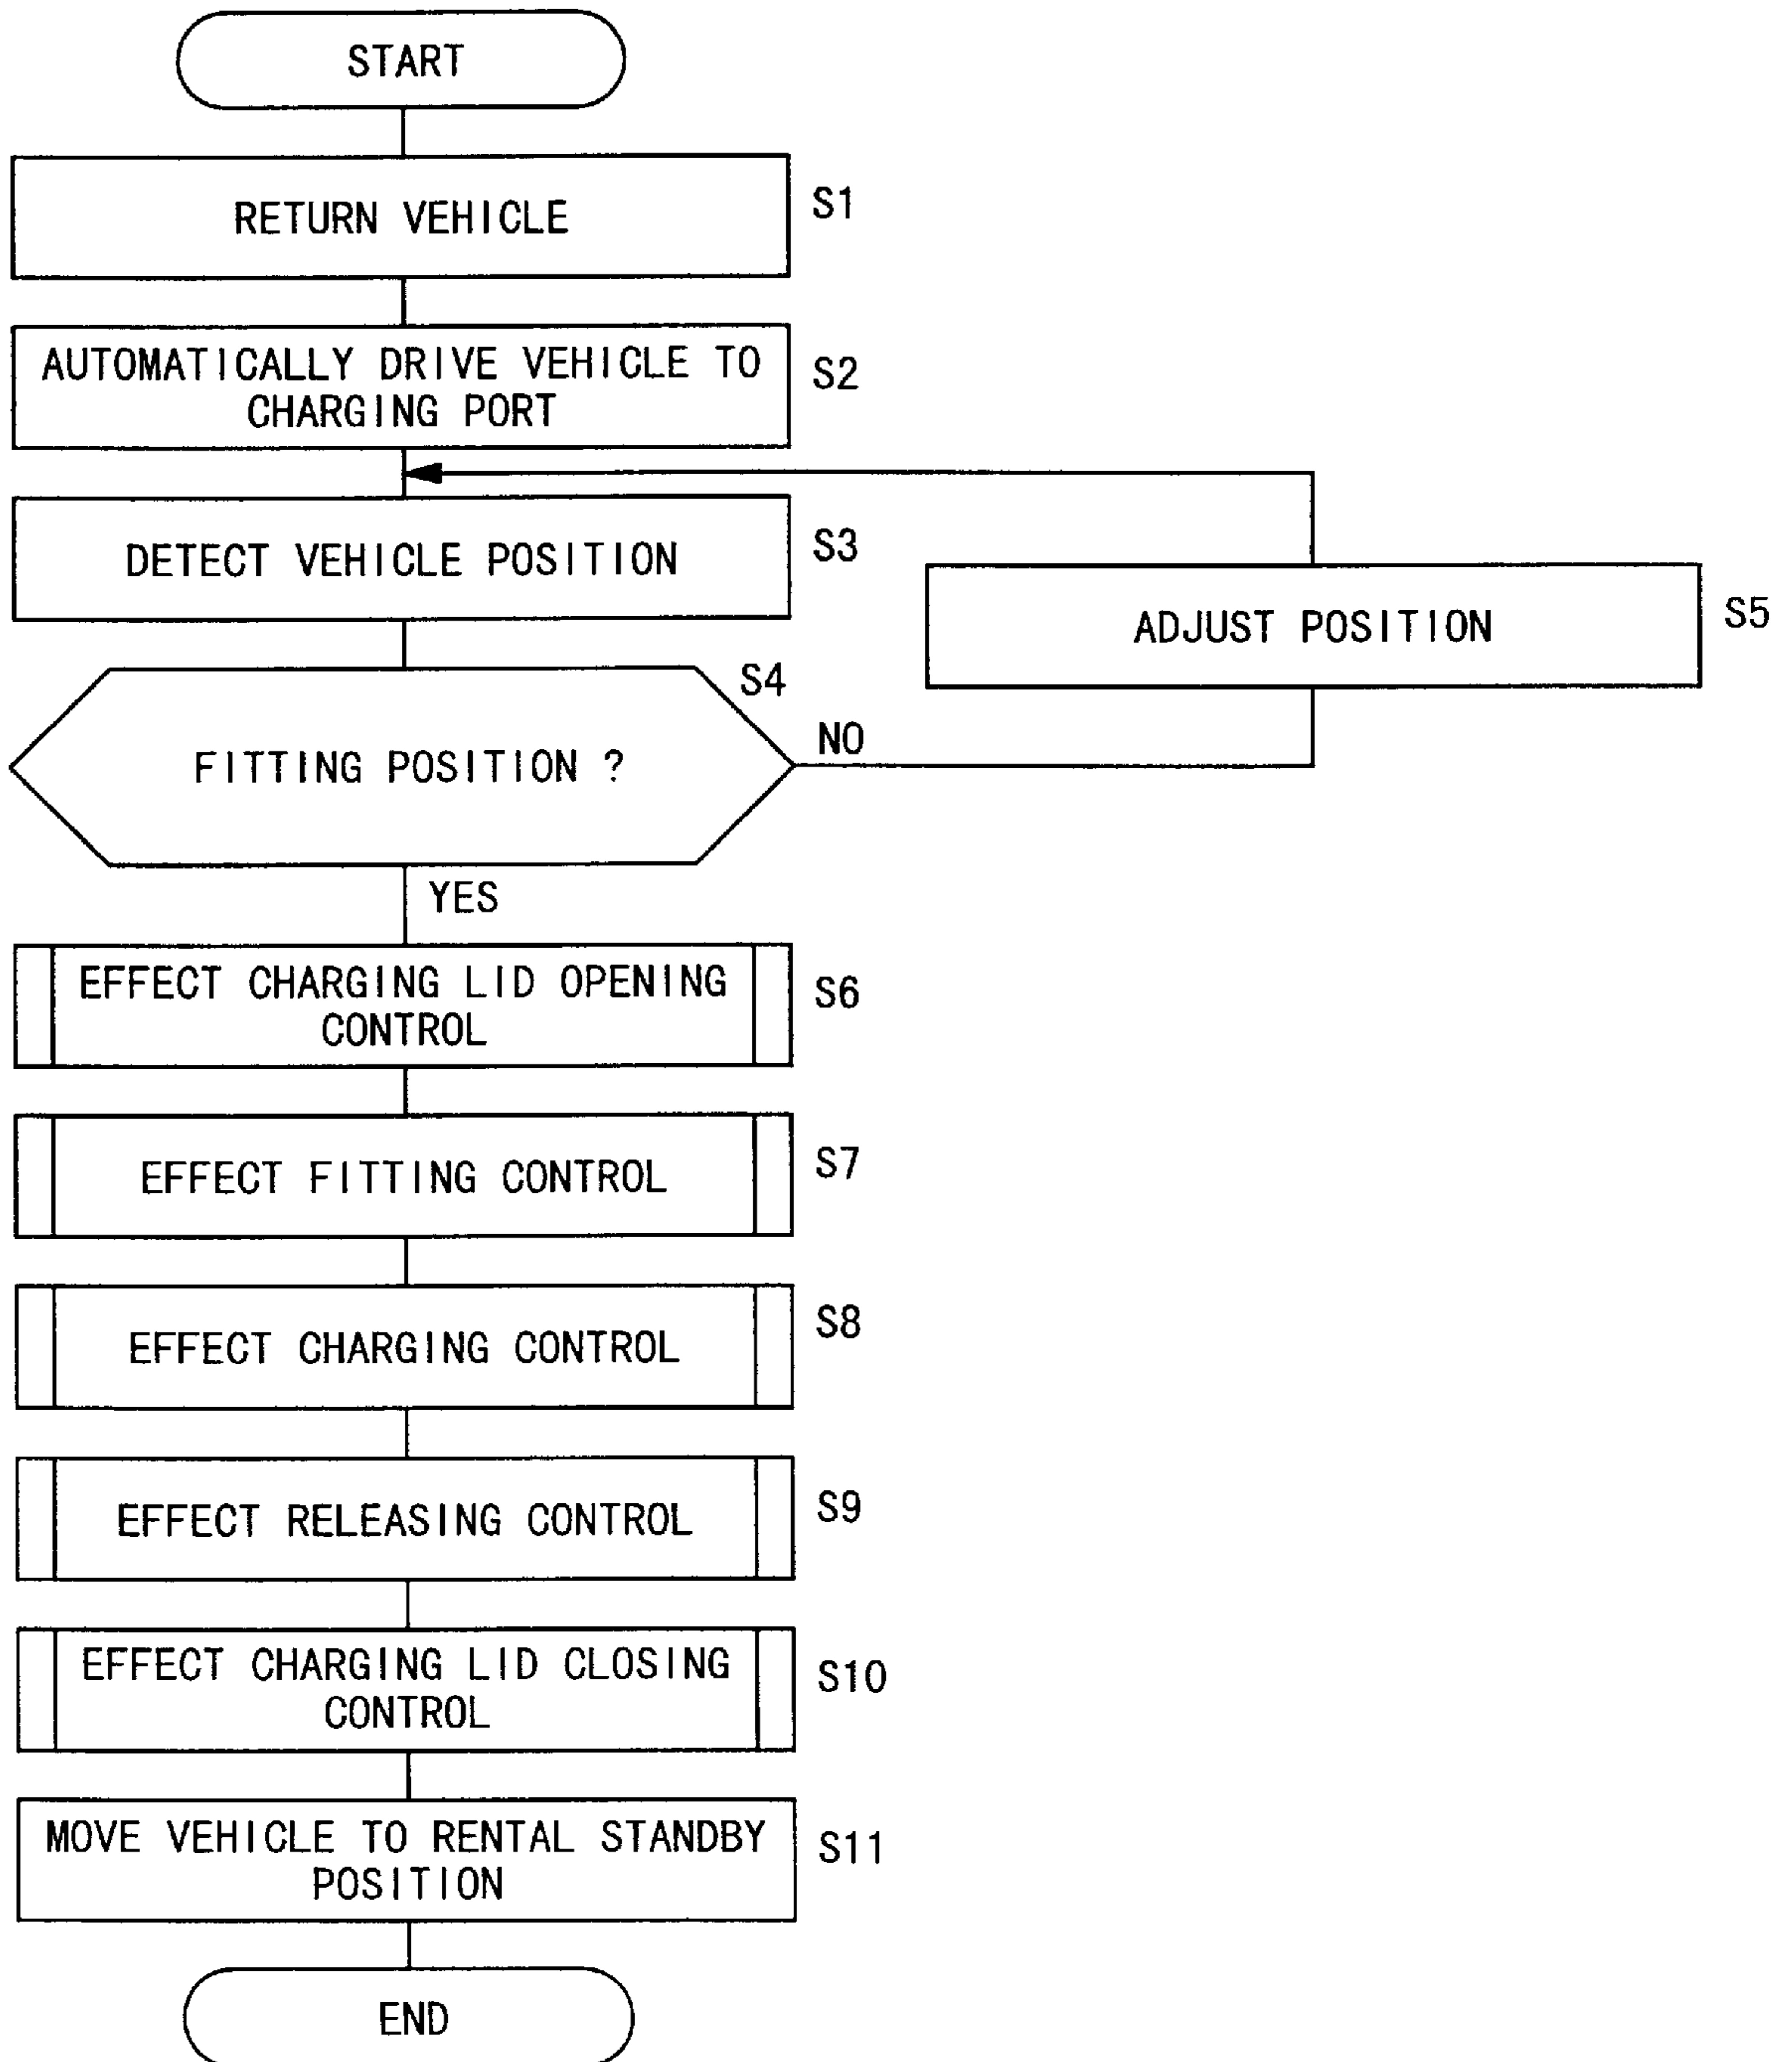 START
RETURN VEHICLE
S1
AUTOMATICALLY DRIVE VEHICLE TO
CHARGING PORT
S2
DETECT VEHICLE POSITION
S3
ADJUST POSITION
S5
S4
FITTING POSITION ?
NO
YES
EFFECT CHARGING LID OPENING
CONTROL
S6
EFFECT FITTING CONTROL
S7
EFFECT CHARGING CONTROL
S8
EFFECT RELEASING CONTROL
S9
EFFECT CHARGING LID CLOSING
CONTROL
S10
MOVE VEHICLE TO RENTAL STANDBY
POSITION
S11
END